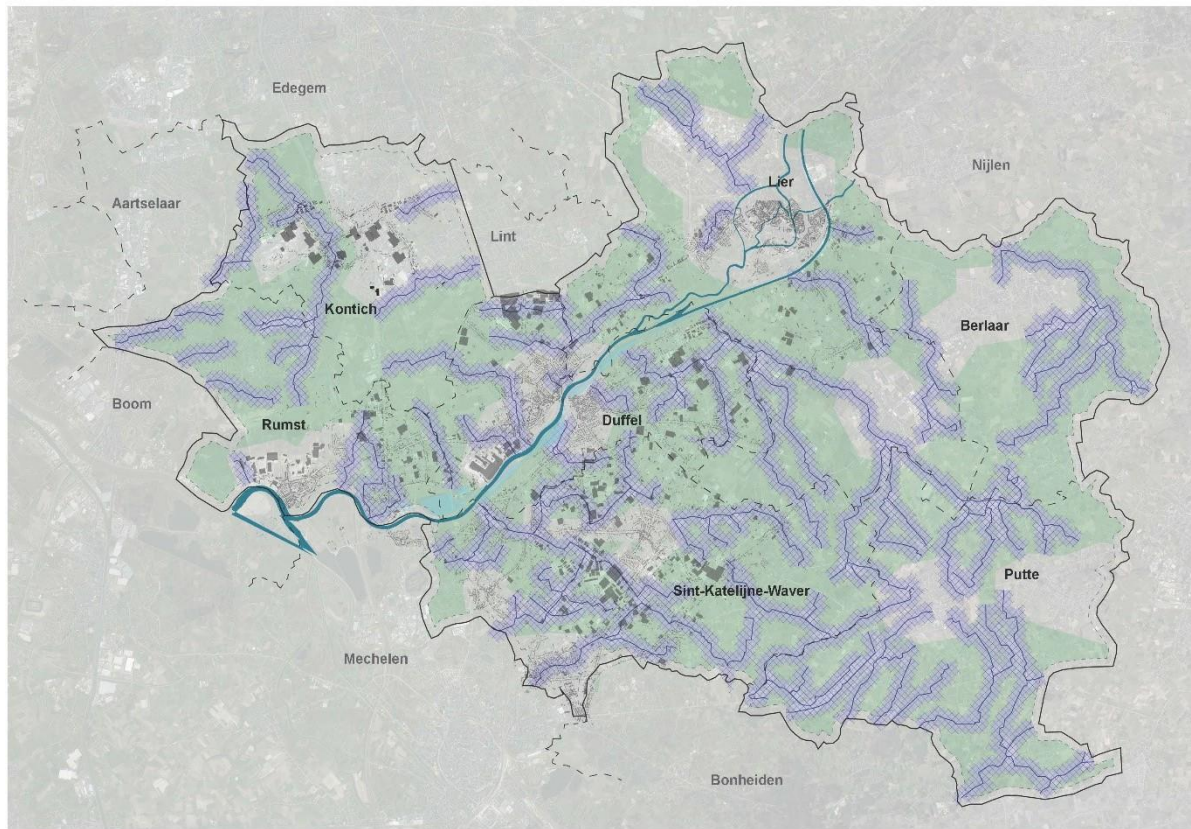 Edegem
Nijlen
Lier
Aartselaar
Lint
Kontich
Berlaar
Boom
Rumst
Duffel
Putte
Sint-Katelijne-Waver
Mechelen
Bonheiden